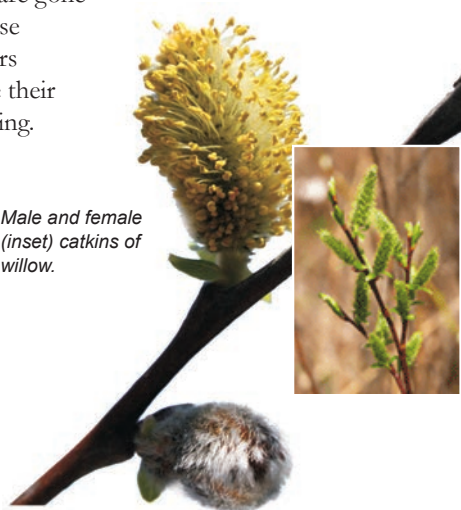 are gone
se
rs
their
ing.
Male and female
(inset) catkins of
willow.